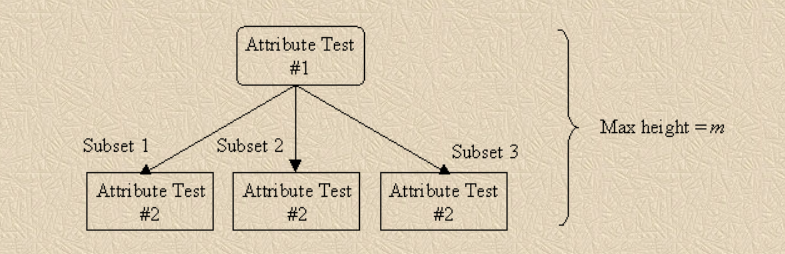 Attribute Test
#1
Subset 1
Subset 2
Subset 3
Max height = m
Attribute Test
#2
Attribute Test
#2
Attribute Test
#2